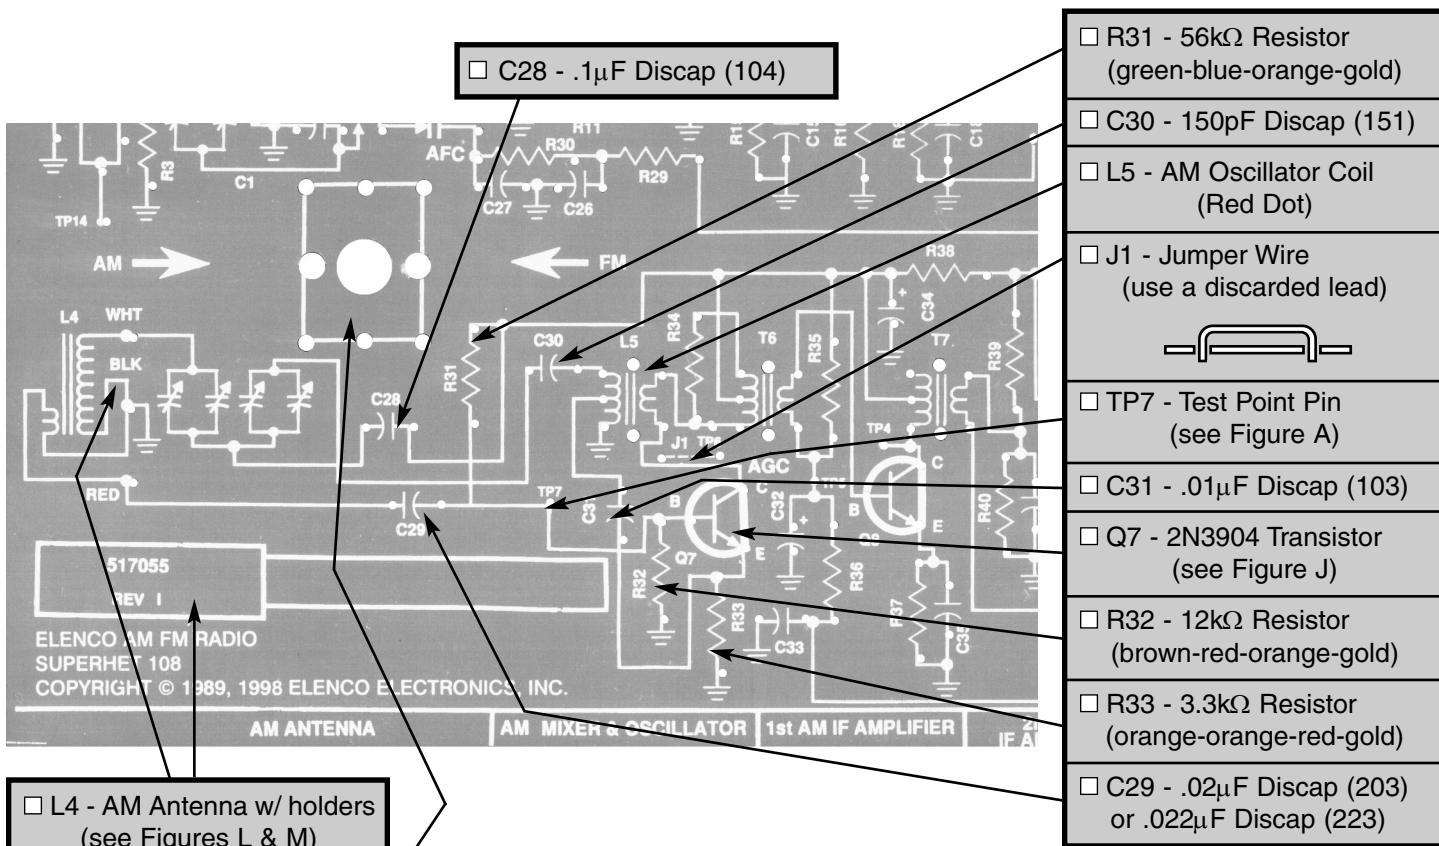 ☐ C28 - .1µF Discap (104)
☐ R31 - 56kΩ Resistor
(green-blue-orange-gold)
☐ C30 - 150pF Discap (151)
☐ L5 - AM Oscillator Coil
(Red Dot)
☐ J1 - Jumper Wire
(use a discarded lead)
☐ TP7 - Test Point Pin
(see Figure A)
☐ C31 - .01µF Discap (103)
☐ Q7 - 2N3904 Transistor
(see Figure J)
☐ R32 - 12kΩ Resistor
(brown-red-orange-gold)
☐ R33 - 3.3kΩ Resistor
(orange-orange-red-gold)
☐ C29 - .02µF Discap (203)
or .022µF Discap (223)
R3
C1
AFC
R30
R11
R29
C27
C26
C15
TP14
AM
FM
R38
L4
WHT
BLK
RED
C28
R31
C30
L5
R34
T6
R35
C34
T7
R39
J1
AGC
TP4
TP7
C29
B
C
E
Q7
C32
R32
R33
C33
R36
B
C
E
R37
C35
R40
517055
REV I
ELENCO AM FM RADIO
SUPERHET 108
COPYRIGHT © 1989, 1998 ELENCO ELECTRONICS, INC.
AM ANTENNA
AM MIXER & OSCILLATOR
1st AM IF AMPLIFIER
☐ L4 - AM Antenna w/ holders
(see Figures L & M)